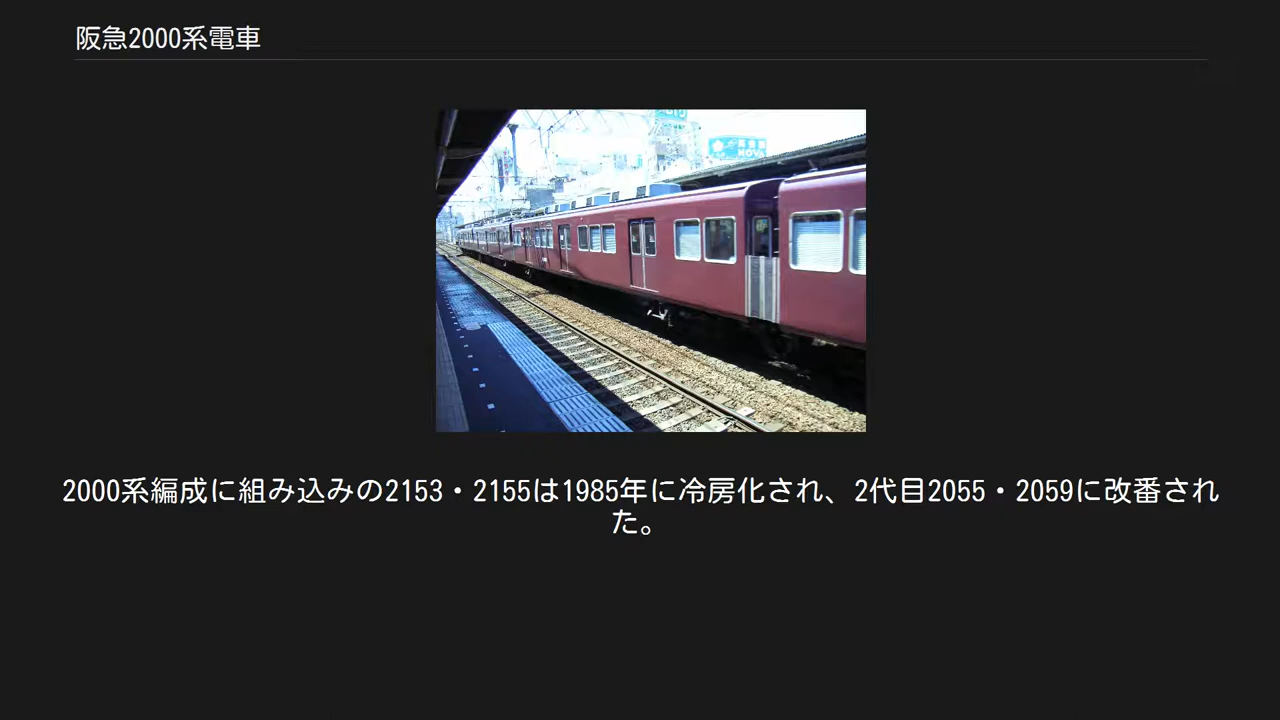 阪急2000系電車
NOVA
2000系編成に組み込みの2153・2155は1985年に冷房化され、2代目2055・2059に改番され
た。